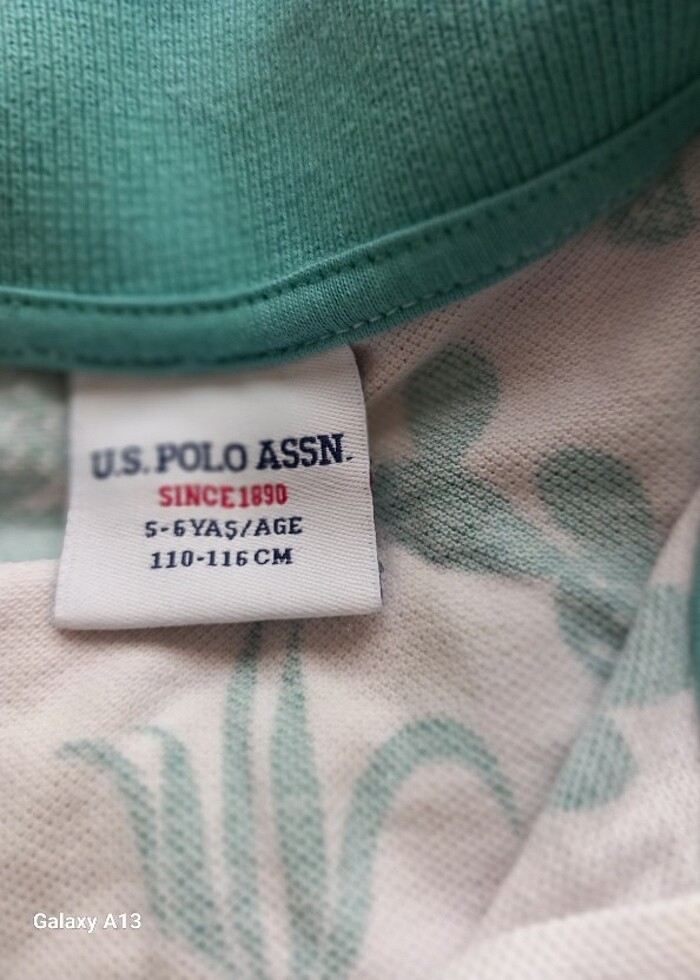 U.S. POLO ASSN.
SINCE 1890
5-6 YAŞ/AGE
110-116 CM
Galaxy A13